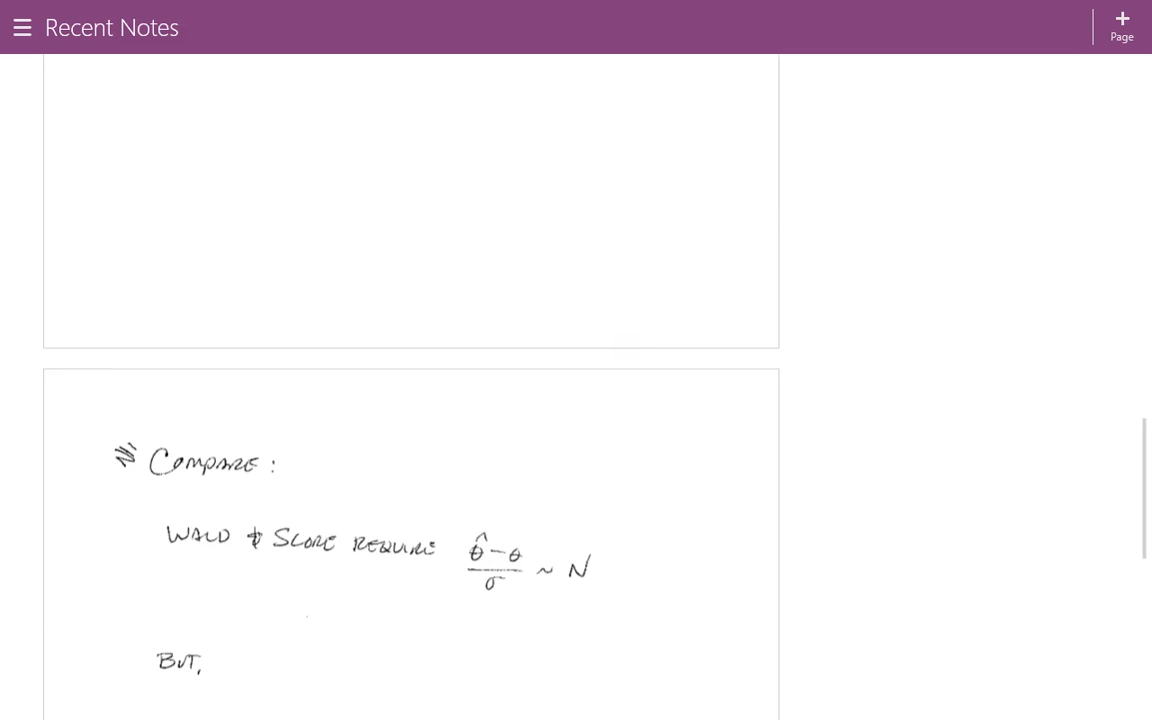 Recent Notes
Page
COMPARE :
WALD & SCORE REQUIRE (θ̂ - θ)/σ ~ N
BUT,